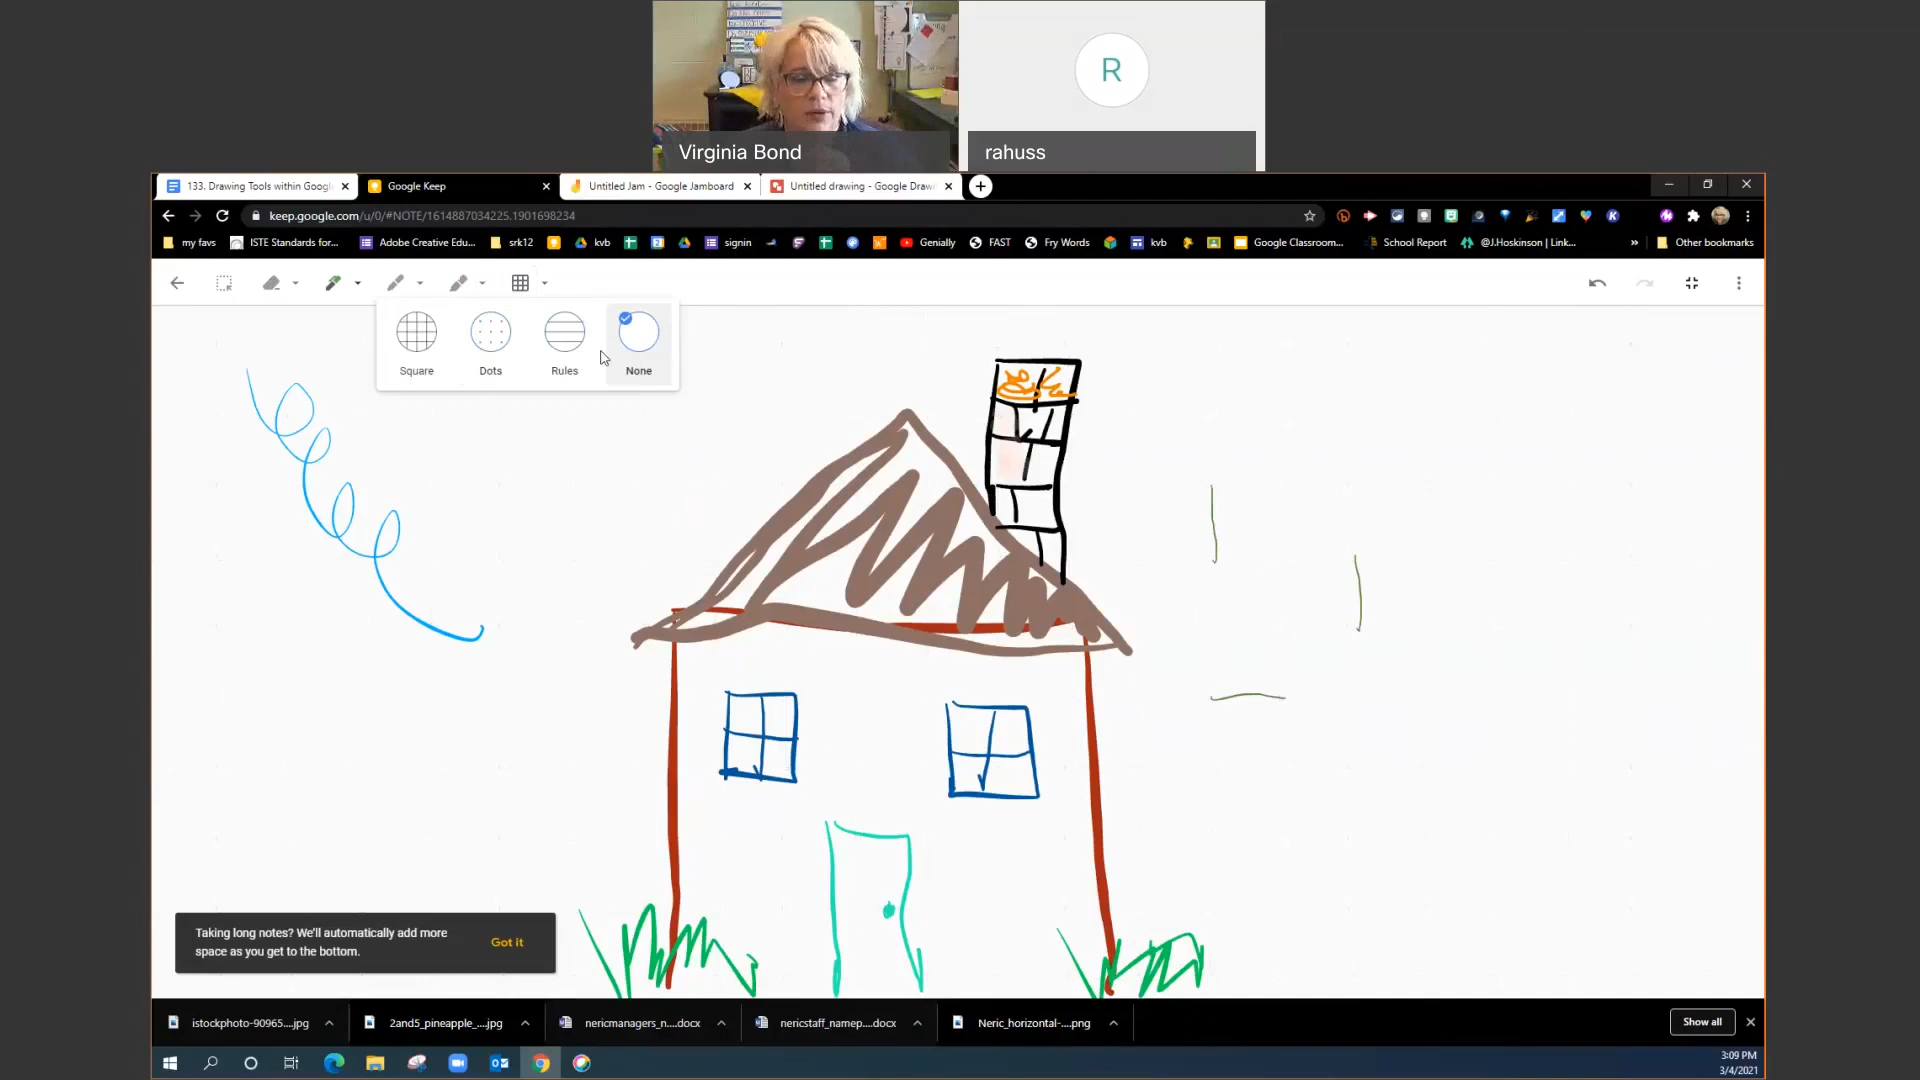 R
Virginia Bond
rahuss
133. Drawing Tools within Googl
Google Keep
Untitled Jam - Google Jamboard
Untitled drawing - Google Draw
keep.google.com/u/0/#NOTE/1614887034225.1901698234
my favs
ISTE Standards for...
Adobe Creative Edu...
srk12
kvb
signin
Genially
FAST
Fry Words
kvb
Google Classroom...
School Report
@J.Hoskinson | Link...
»
Other bookmarks
Square
Dots
Rules
None
Taking long notes? We'll automatically add more
space as you get to the bottom.
Got it
istockphoto-90965....jpg
2and5_pineapple_....jpg
nericmanagers_n....docx
nericstaff_namep....docx
Neric_horizontal-....png
Show all
3:09 PM
3/4/2021